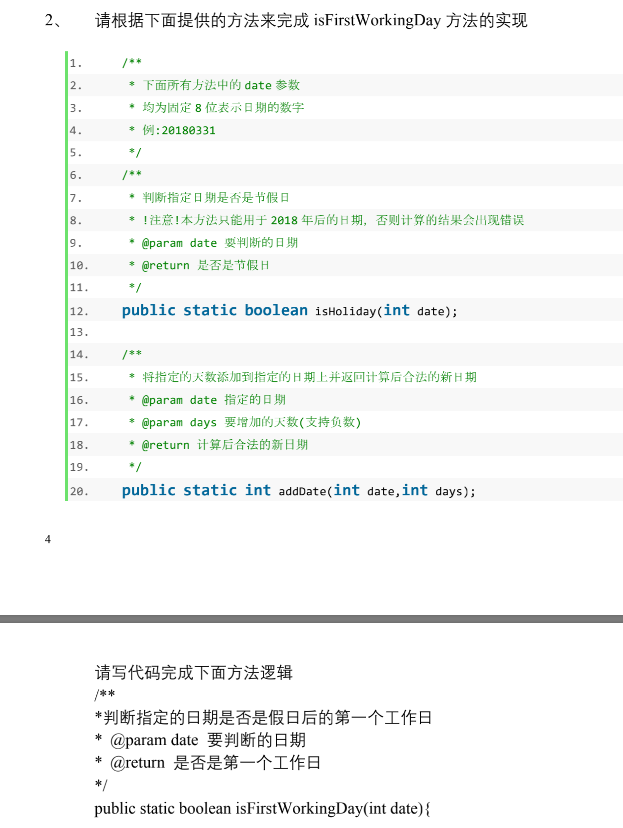 2、 请根据下面提供的方法来完成 isFirstWorkingDay 方法的实现
1. /**
2. * 下面所有方法中的 date 参数
3. * 均为固定 8 位表示日期的数字
4. * 例:20180331
5. */
6. /**
7. * 判断指定日期是否是节假日
8. * !注意!本方法只能用于 2018 年后的日期，否则计算的结果会出现错误
9. * @param date 要判断的日期
10. * @return 是否是节假日
11. */
12. public static boolean isHoliday(int date);
13.
14. /**
15. * 将指定的天数添加到指定的日期上并返回计算后合法的新日期
16. * @param date 指定的日期
17. * @param days 要增加的天数(支持负数)
18. * @return 计算后合法的新日期
19. */
20. public static int addDate(int date,int days);
4
请写代码完成下面方法逻辑
/**
*判断指定的日期是否是假日后的第一个工作日
* @param date 要判断的日期
* @return 是否是第一个工作日
*/
public static boolean isFirstWorkingDay(int date){